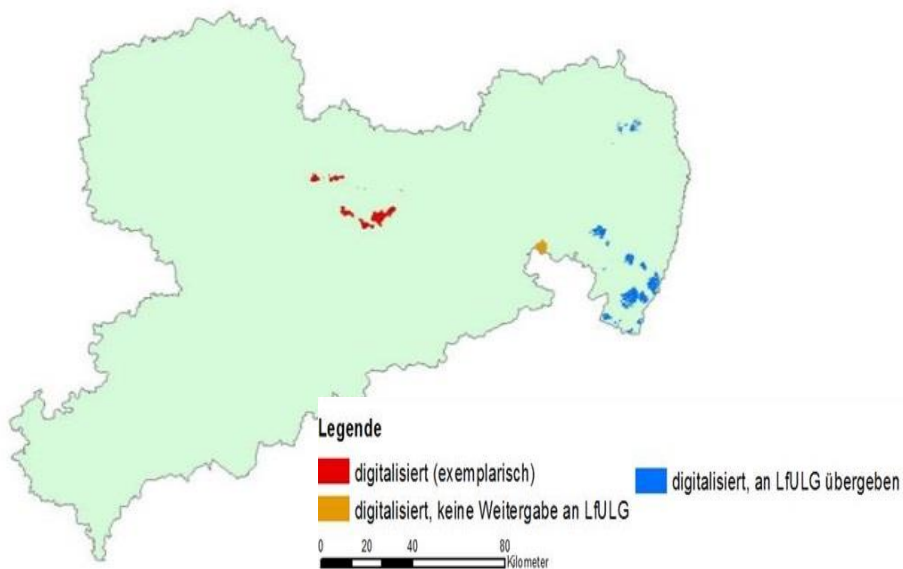 Legende
digitalisiert (exemplarisch)
digitalisiert, keine Weitergabe an LfULG
digitalisiert, an LfULG übergeben
0 20 40 80
Kilometer